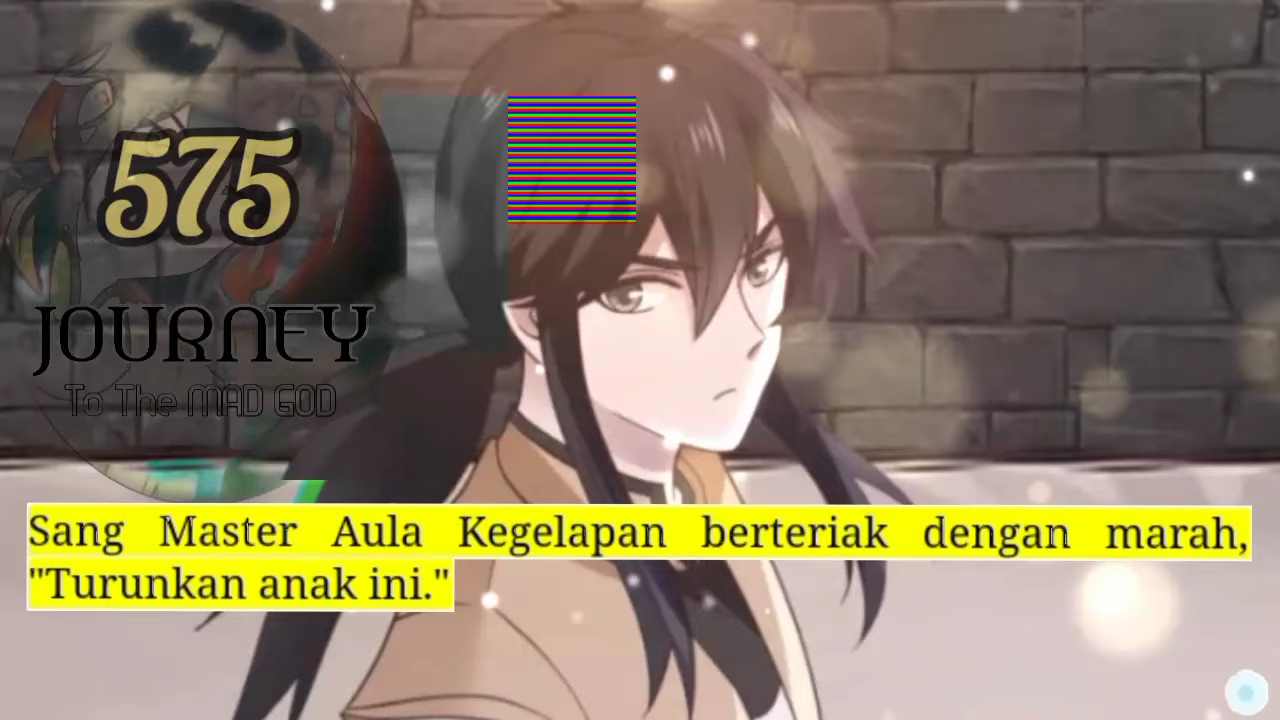 575
JOURNEY
To The MAD GOD
Sang Master Aula Kegelapan berteriak dengan marah,
"Turunkan anak ini."